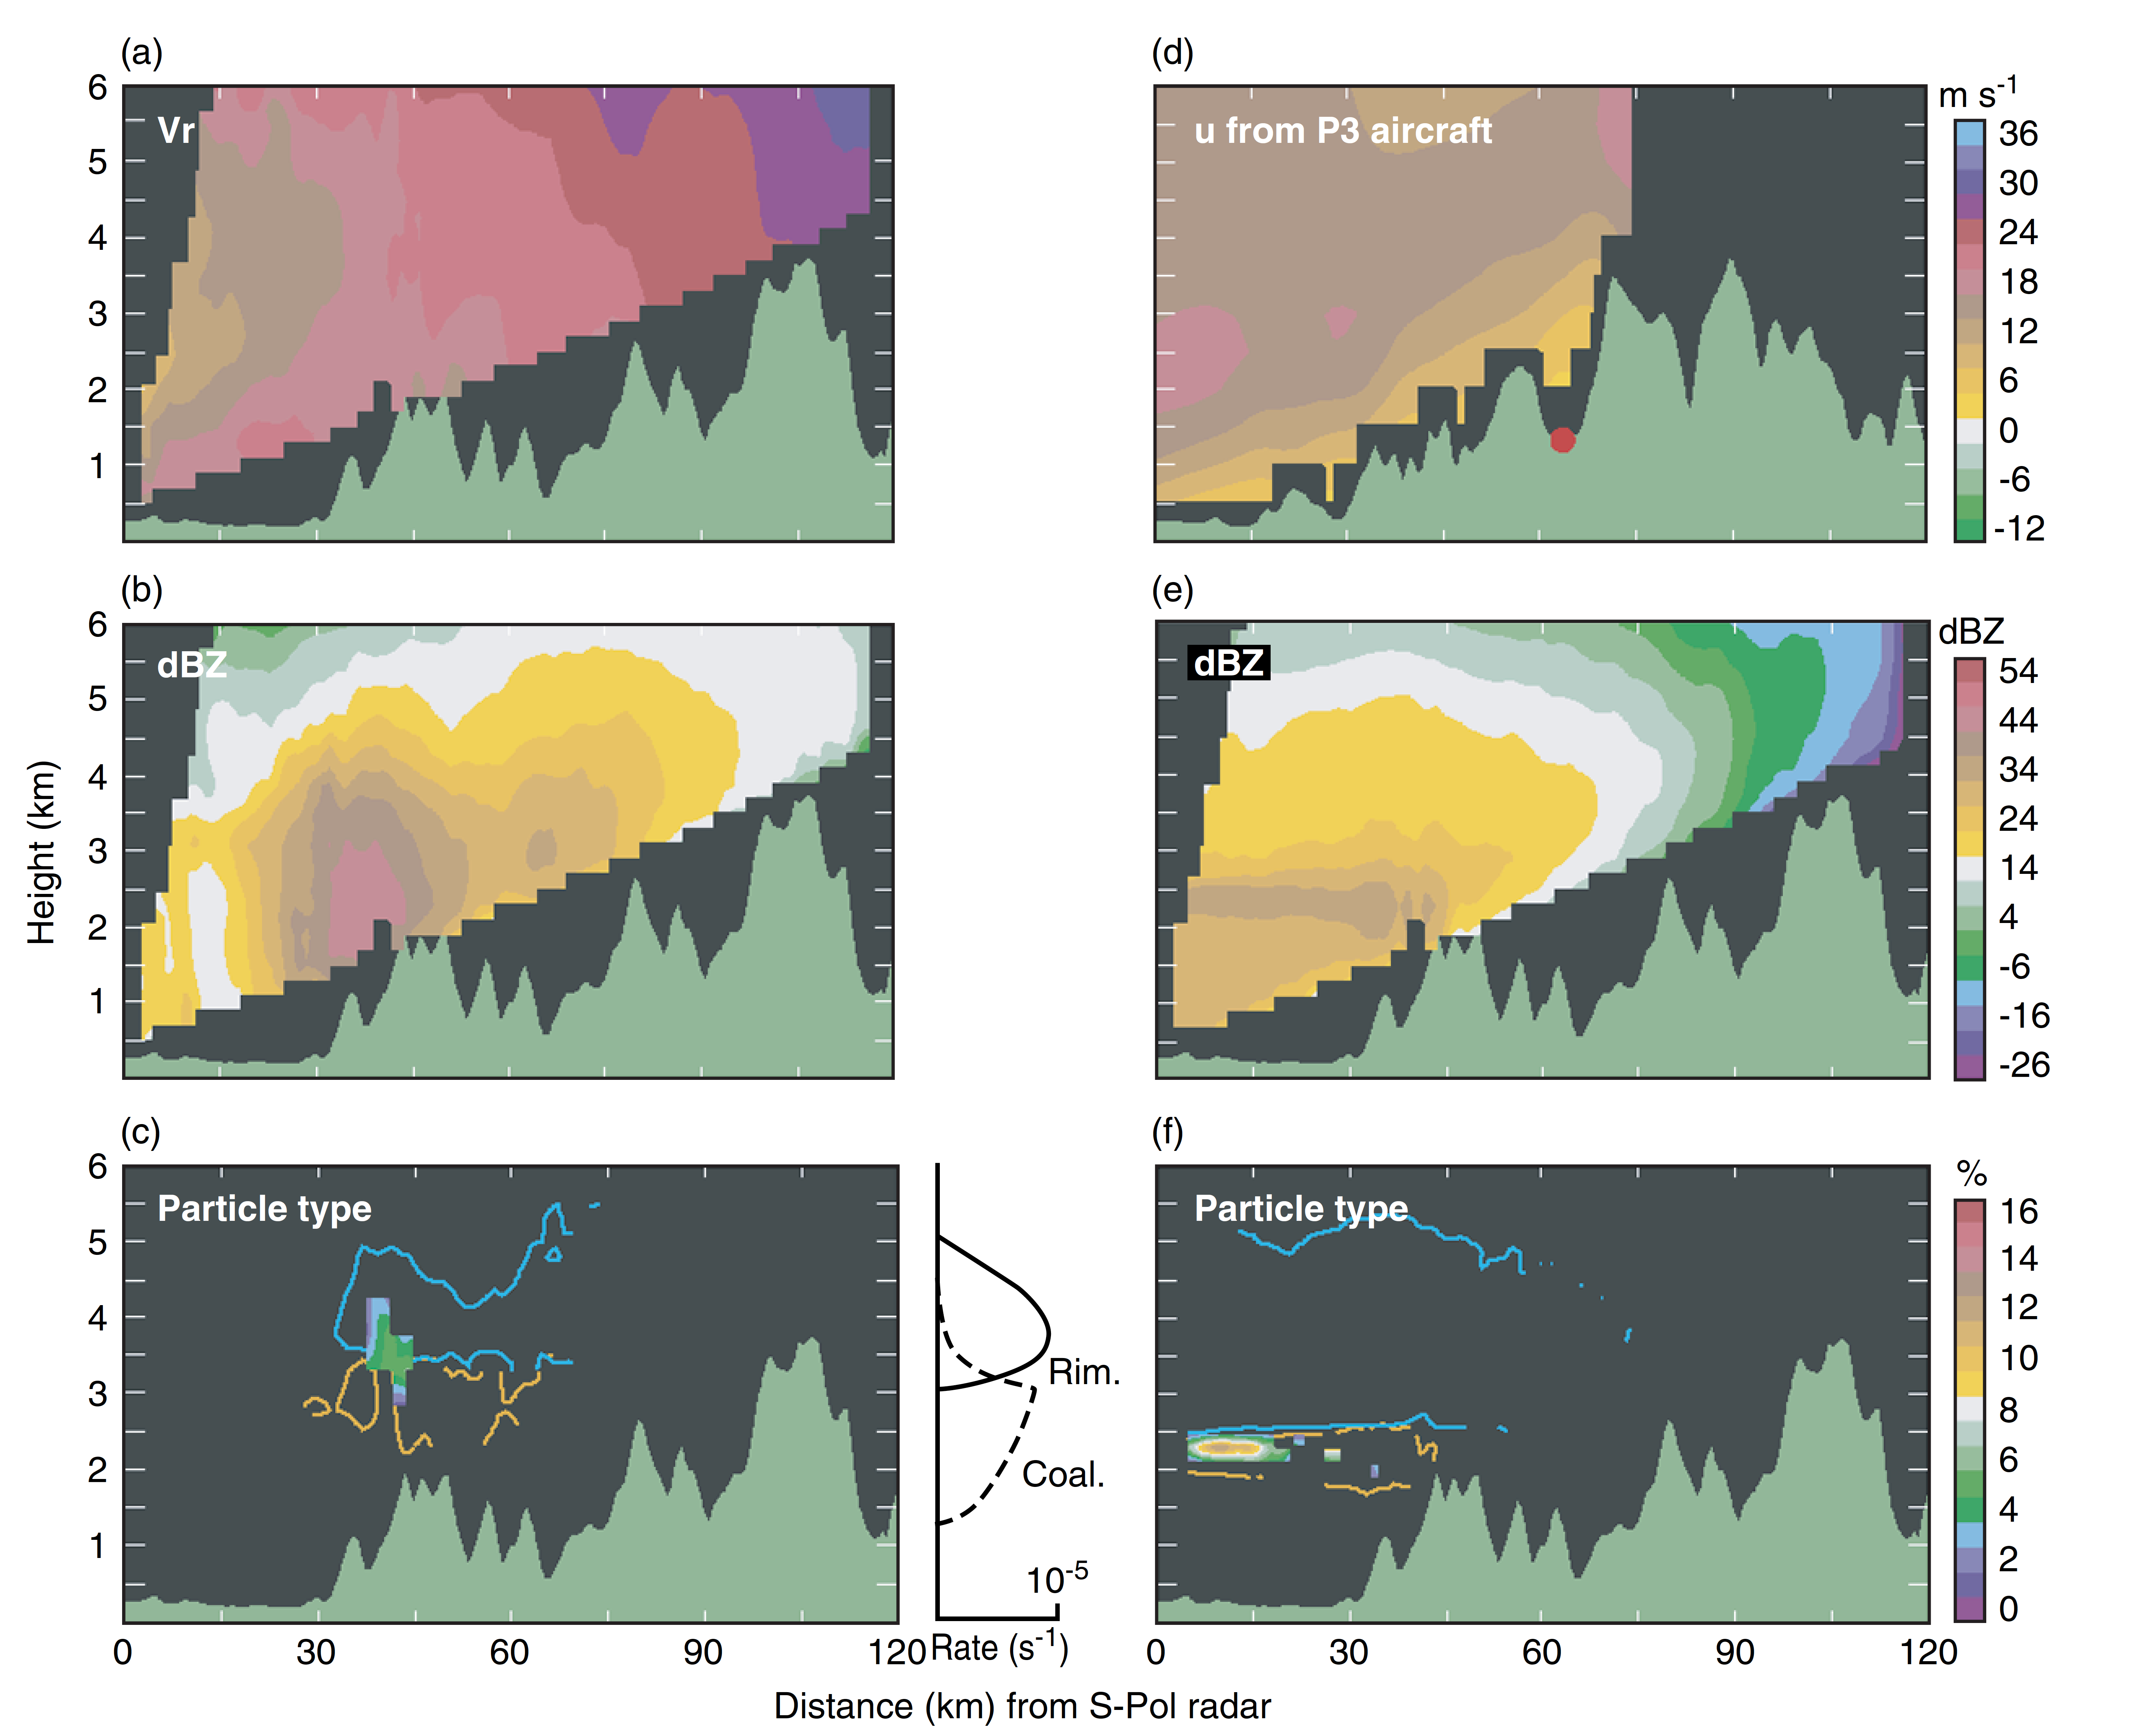 (a)
Vr
6
5
4
3
2
1
(d)
u from P3 aircraft
m s-1
36
30
24
18
12
6
0
-6
-12
(b)
dBZ
6
5
4
3
2
1
Height (km)
(e)
dBZ
dBZ
54
44
34
24
14
4
-6
-16
-26
(c)
Particle type
6
5
4
3
2
1
0 30 60 90 120
Rim.
Coal.
10-5
Rate (s-1)
(f)
Particle type
0 30 60 90 120
%
16
14
12
10
8
6
4
2
0
Distance (km) from S-Pol radar